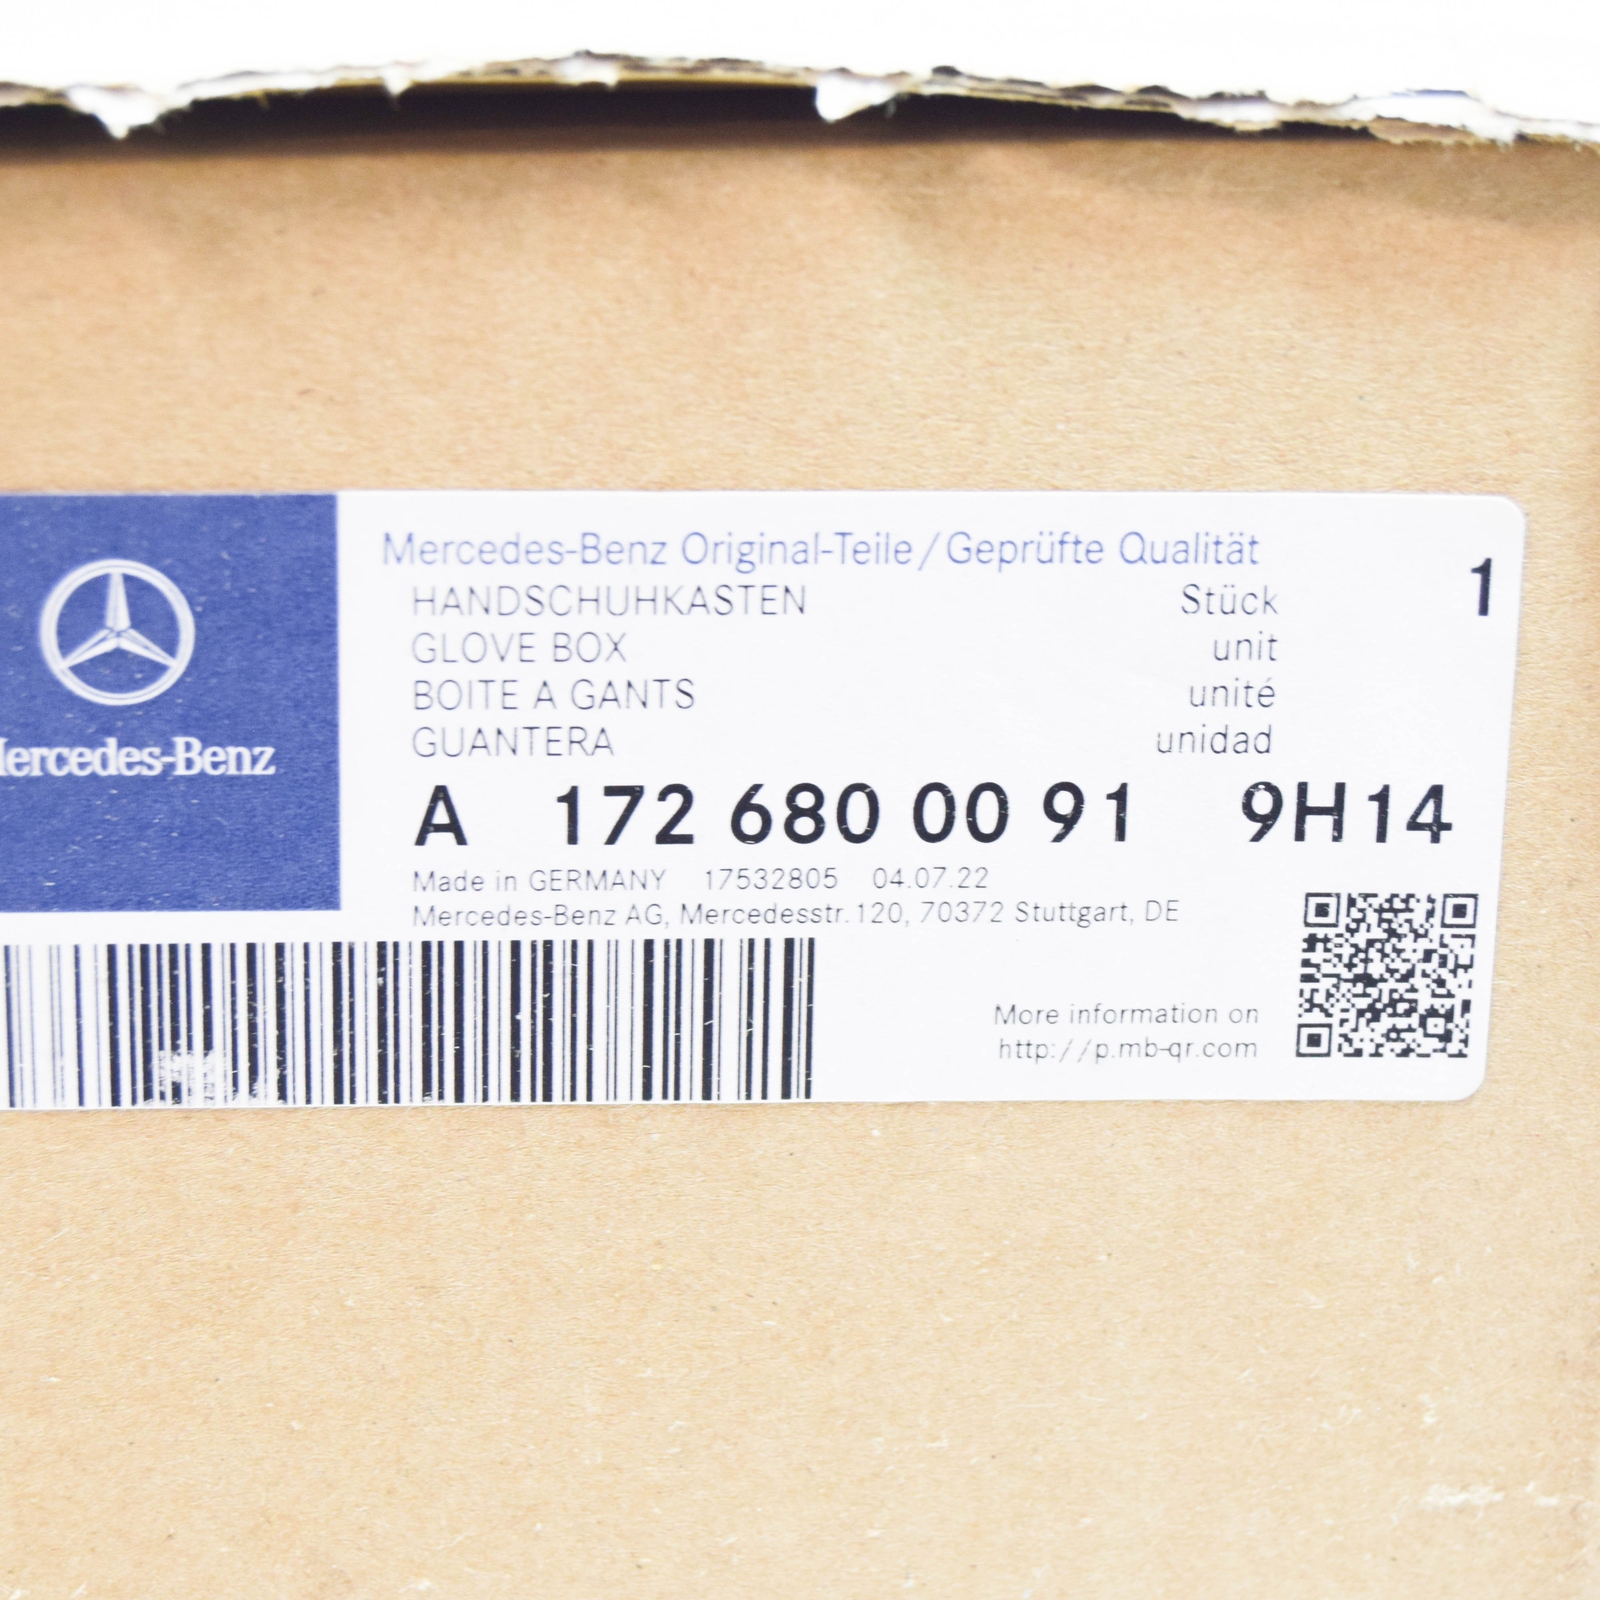 Mercedes-Benz Original-Teile/Geprüfte Qualität
HANDSCHUHKASTEN Stück 1
GLOVE BOX unit
BOITE A GANTS unité
GUANTERA unidad
A 172 680 00 91 9H14
Made in GERMANY 17532805 04.07.22
Mercedes-Benz AG, Mercedesstr. 120, 70372 Stuttgart, DE
More information on
http://p.mb-qr.com
Mercedes-Benz